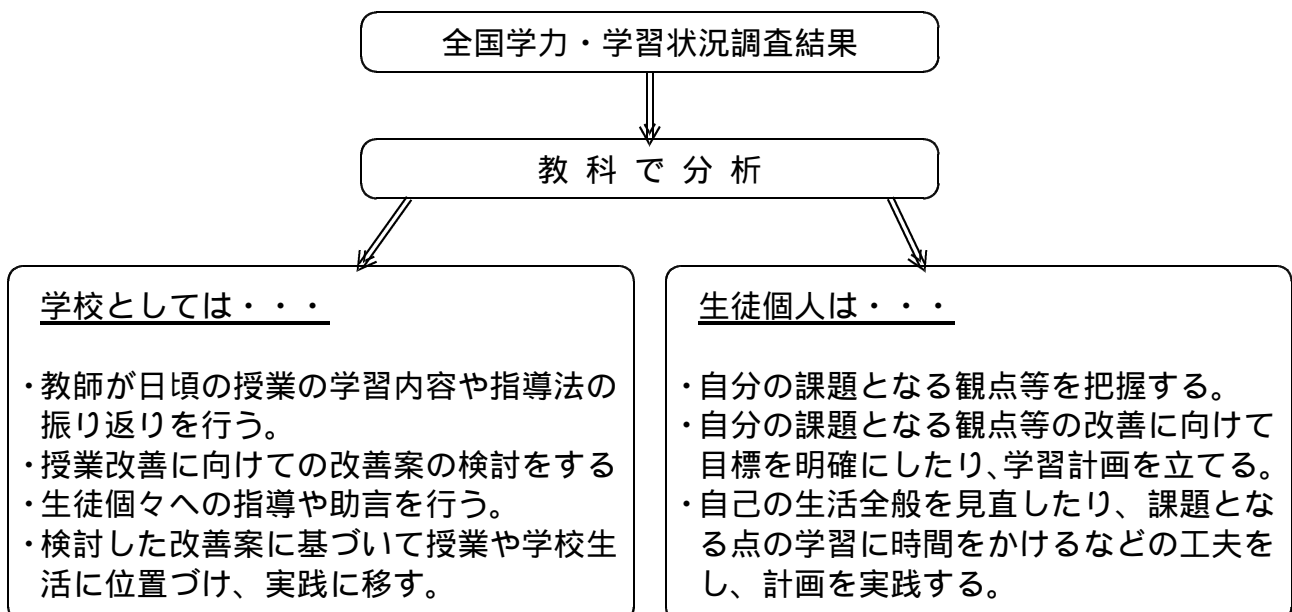 全国学力・学習状況調査結果
教科で分析
学校としては・・・
・教師が日頃の授業の学習内容や指導法の
振り返りを行う。
・授業改善に向けての改善案の検討をする
・生徒個々への指導や助言を行う。
・検討した改善案に基づいて授業や学校生
活に位置づけ、実践に移す。
生徒個人は・・・
・自分の課題となる観点等を把握する。
・自分の課題となる観点等の改善に向けて
目標を明確にしたり、学習計画を立てる。
・自己の生活全般を見直したり、課題とな
る点の学習に時間をかけるなどの工夫を
し、計画を実践する。